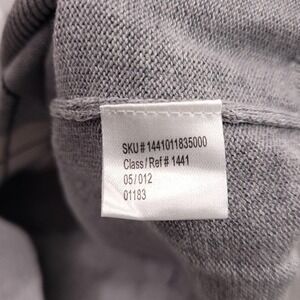 SKU # 1441011835000
Class / Ref # 1441
05 / 012
01183